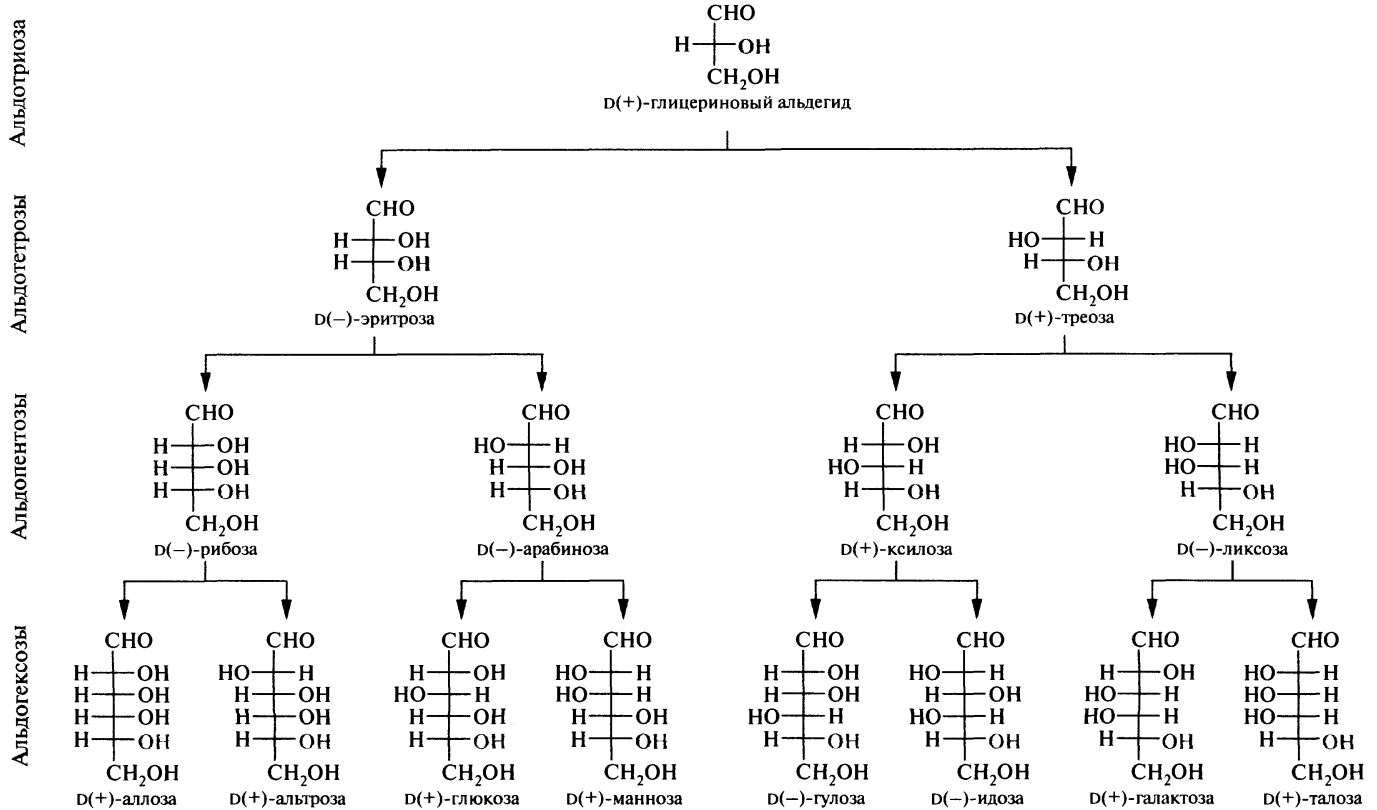 Альдотриоза
CHO
H OH
CH₂OH
D(+)-глицериновый альдегид
Альдотетрозы
CHO CHO
H OH HO H
H OH H OH
CH₂OH CH₂OH
D(−)-эритроза D(+)-треоза
Альдопентозы
CHO CHO CHO CHO
H OH HO H H OH HO H
H OH H OH HO H HO H
H OH H OH H OH H OH
CH₂OH CH₂OH CH₂OH CH₂OH
D(−)-рибоза D(−)-арабиноза D(+)-ксилоза D(−)-ликсоза
Альдогексозы
CHO CHO CHO CHO CHO CHO CHO CHO
H OH HO H H OH HO H H OH HO H H OH HO H
H OH H OH HO H HO H H OH H OH HO H HO H
H OH H OH H OH H OH HO H HO H HO H HO H
H OH H OH H OH H OH H OH H OH H OH H OH
CH₂OH CH₂OH CH₂OH CH₂OH CH₂OH CH₂OH CH₂OH CH₂OH
D(+)-аллоза D(+)-альтроза D(+)-глюкоза D(+)-манноза D(−)-гулоза D(−)-идоза D(+)-галактоза D(+)-талоза